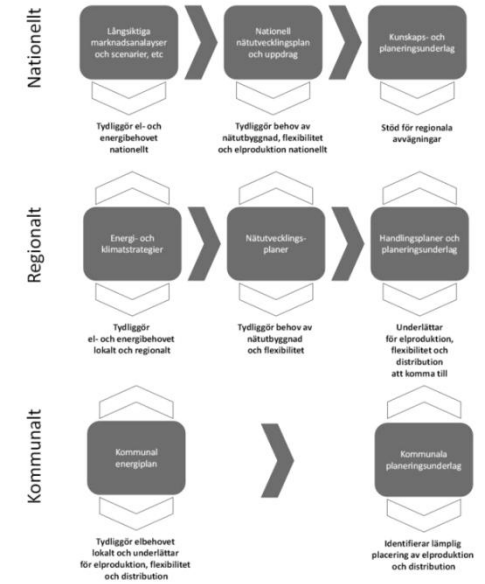 Nationellt
Långsiktiga
marknadsanalyser
och scenarier, etc
Nationell
nätutvecklingsplan
och uppdrag
Kunskaps- och
planeringsunderlag
Tydliggör el- och
energibehovet
nationellt
Tydliggör behov av
nätutbyggnad, flexibilitet
och elproduktion nationellt
Stöd för regionala
avvägningar
Regionalt
Energi- och
klimatstrategier
Nätutvecklings-
planer
Handlingsplaner och
planeringsunderlag
Tydliggör
el- och energibehovet
lokalt och regionalt
Tydliggör behov av
nätutbyggnad
och flexibilitet
Underlättar
för elproduktion,
flexibilitet och
distribution
att komma till
Kommunalt
Kommunal
energiplan
Kommunala
planeringsunderlag
Tydliggör elbehovet
lokalt och underlättar
för elproduktion, flexibilitet
och distribution
Identifierar lämplig
placering av elproduktion
och distribution